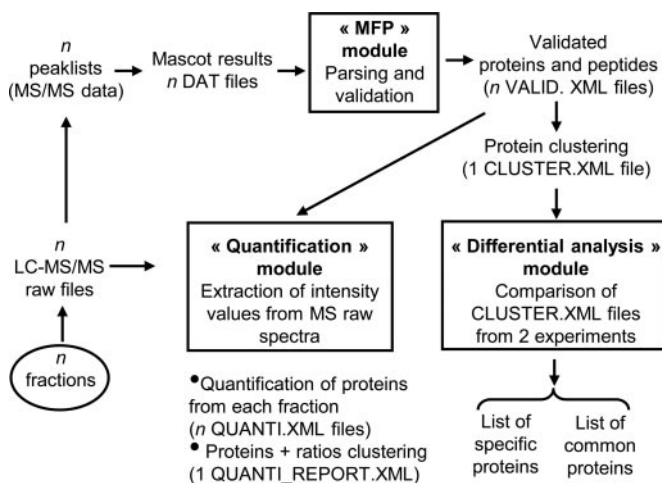 n
peaklists
(MS/MS data)
Mascot results
n DAT files
« MFP »
module
Parsing and
validation
Validated
proteins and peptides
(n VALID. XML files)
Protein clustering
(1 CLUSTER.XML
file)
n
LC-MS/MS
raw files
n
fractions
« Quantification »
module
Extraction of intensity
values from MS raw
spectra
« Differential analysis »
module
Comparison of
CLUSTER.XML files
from 2 experiments
•Quantification of proteins
from each fraction
(n QUANTI.XML files)
• Proteins + ratios clustering
(1 QUANTI_REPORT.XML)
List of
specific
proteins
List of
common
proteins